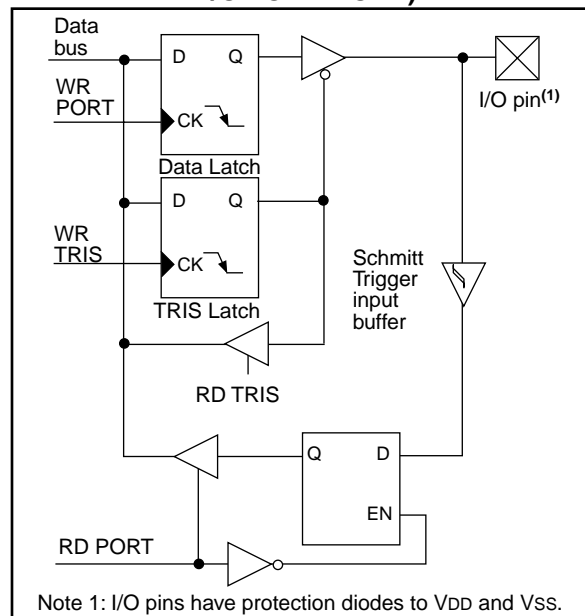 Data
bus
D Q
WR
PORT
CK
I/O pin(1)
Data Latch
D Q
WR
TRIS
CK
Schmitt
Trigger
input
buffer
TRIS Latch
RD TRIS
Q D
EN
RD PORT
Note 1: I/O pins have protection diodes to VDD and VSS.